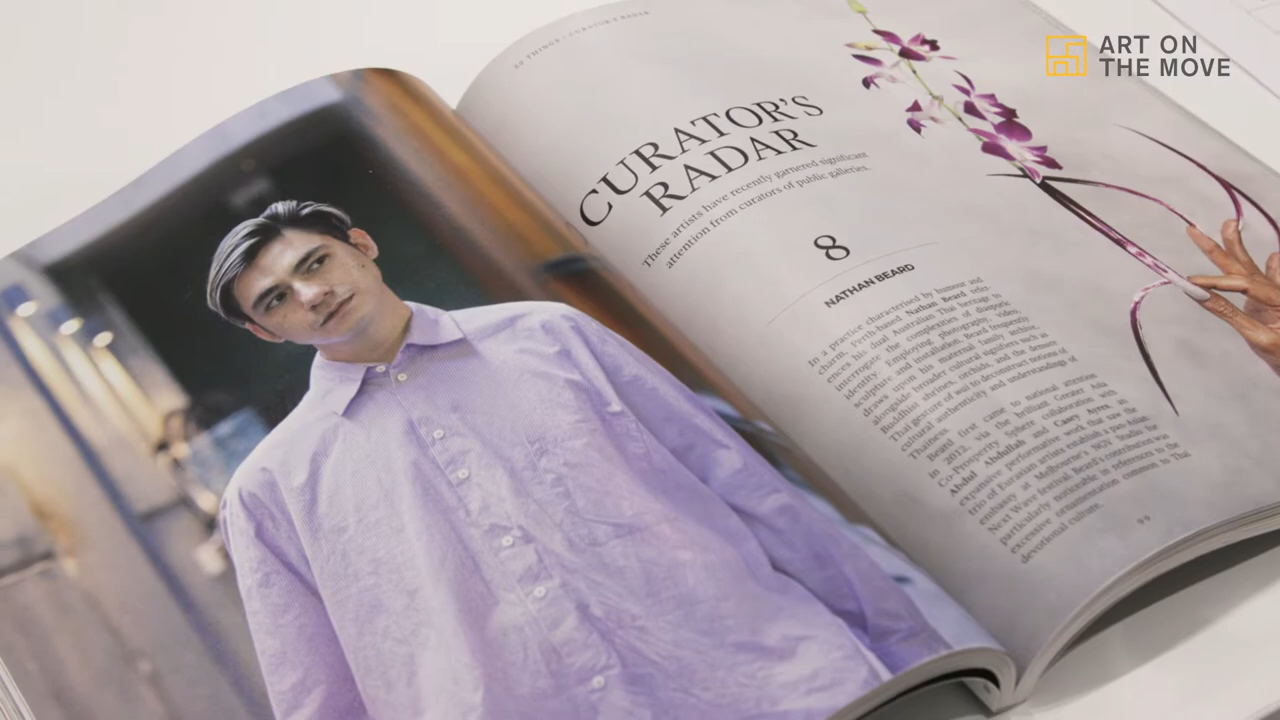 50 THINGS / CURATOR'S RADAR
ART ON
THE MOVE
CURATOR'S
RADAR
These artists have recently garnered significant
attention from curators of public galleries.
8
NATHAN BEARD
In a practice characterised by humour and
charm, Perth-based Nathan Beard refer-
ences his dual Australian Thai heritage to
interrogate the complexities of diasporic
identity. Employing photography, video,
sculpture and installation, Beard frequently
draws upon his maternal family archive,
alongside broader cultural signifiers such as
Buddhist shrines, orchids, and the demure
Thai gesture of wai to deconstruct notions of
cultural authenticity and understandings of
Thainess.
Beard first came to national attention
in 2012, via the brilliant Greater Asia
Co-Prosperity Sphere collaboration with
Abdul Abdullah and Casey Ayres, an
expansive performative work that saw the
trio of Eurasian artists establish a pan-Asian
embassy at Melbourne's NGV Studio for
Next Wave festival. Beard's contribution was
particularly noticeable in references to the
excessive ornamentation common to Thai
devotional culture.